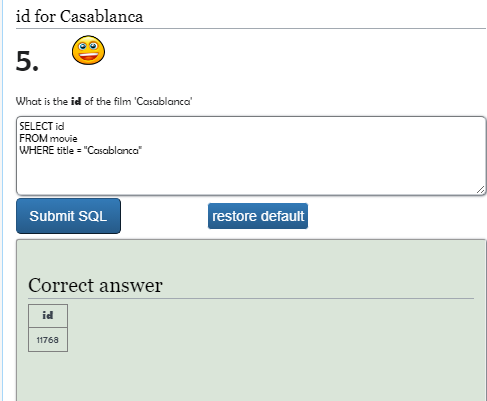 id for Casablanca
5.
What is the id of the film 'Casablanca'
SELECT id
FROM movie
WHERE title = "Casablanca"
Submit SQL
restore default
Correct answer
id
11768